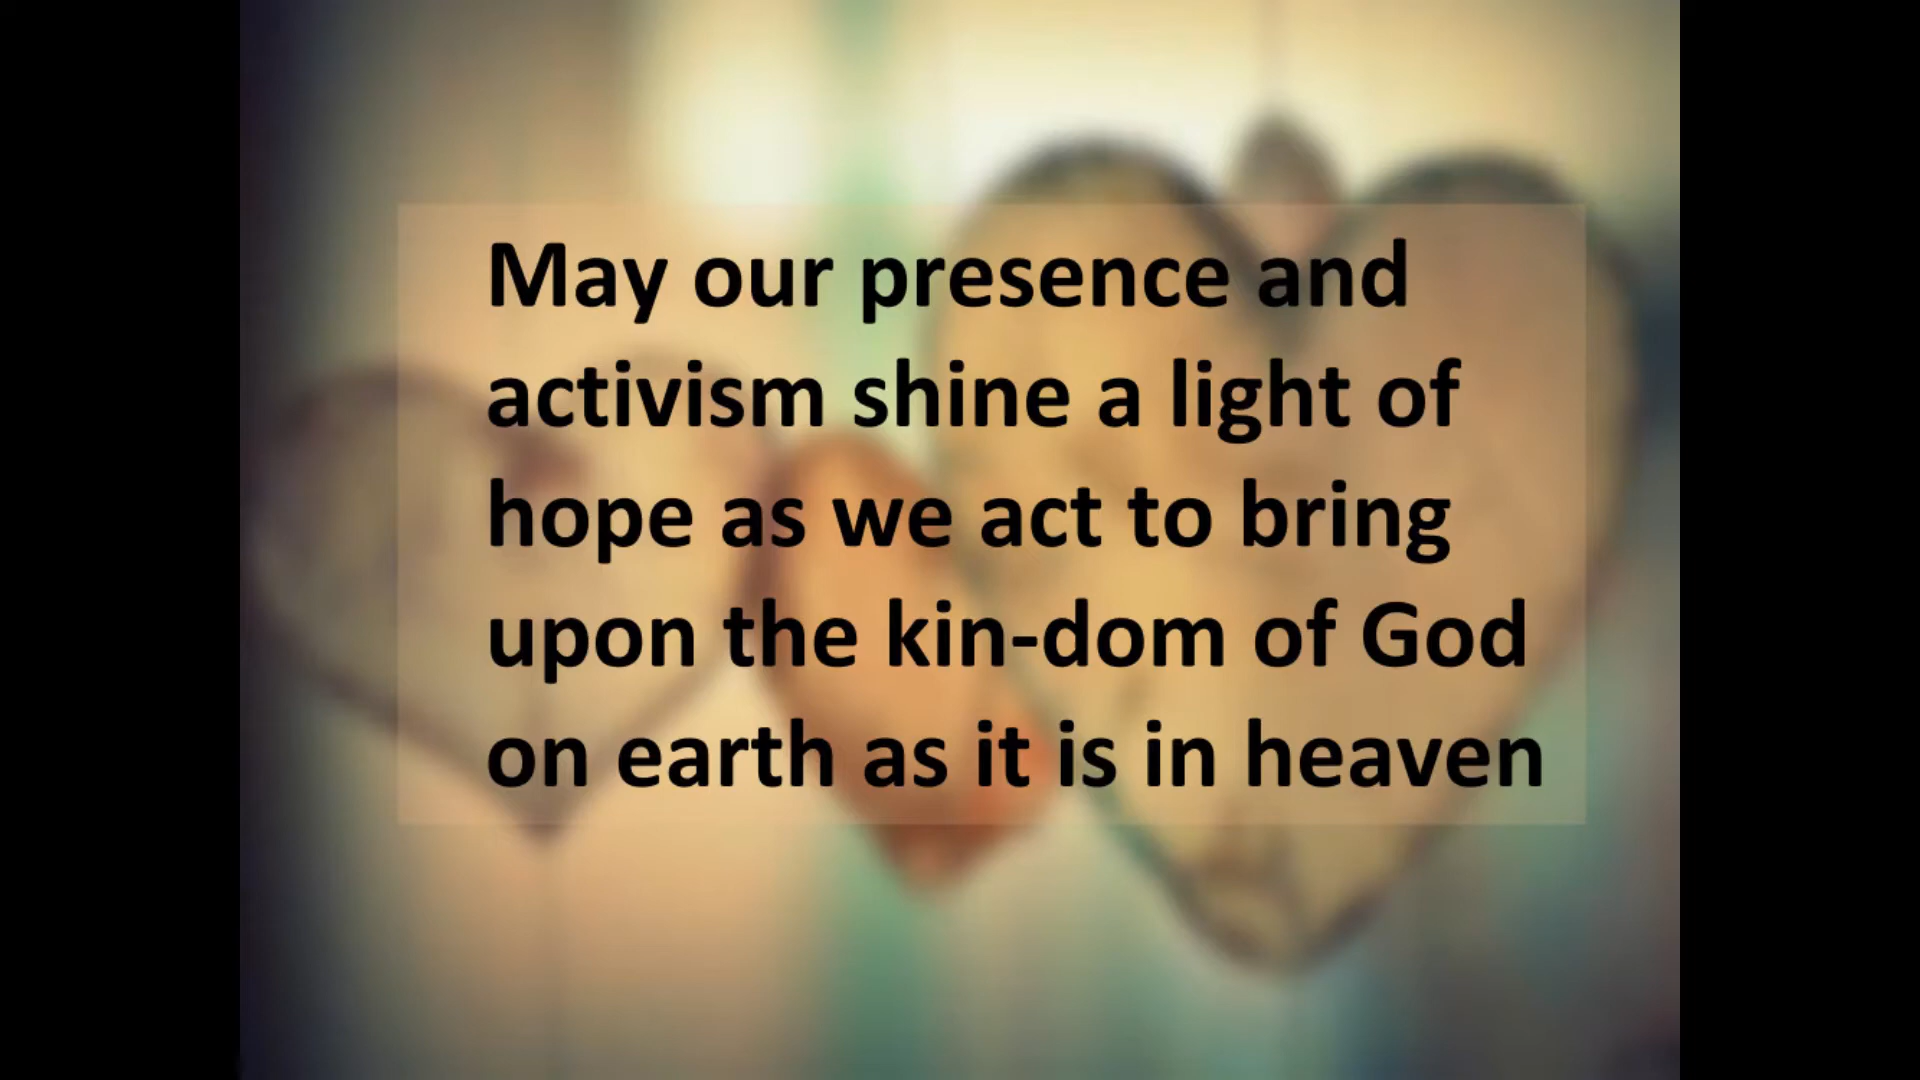 May our presence and
activism shine a light of
hope as we act to bring
upon the kin-dom of God
on earth as it is in heaven